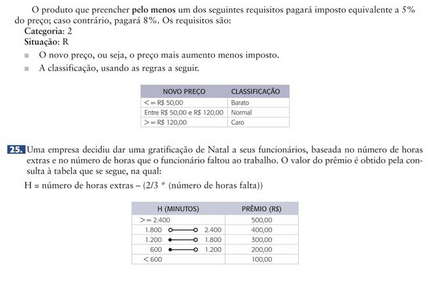 O produto que preencher pelo menos um dos seguintes requisitos pagará imposto equivalente a 5%
do preço; caso contrário, pagará 8%. Os requisitos são:
Categoria: 2
Situação: R
■ O novo preço, ou seja, o preço mais aumento menos imposto.
■ A classificação, usando as regras a seguir.
NOVO PREÇO CLASSIFICAÇÃO
<= R$ 50,00 Barato
Entre R$ 50,00 e R$ 120,00 Normal
>= R$ 120,00 Caro
25. Uma empresa decidiu dar uma gratificação de Natal a seus funcionários, baseada no número de horas
extras e no número de horas que o funcionário faltou ao trabalho. O valor do prêmio é obtido pela con-
sulta à tabela que se segue, na qual:
H = número de horas extras – (2/3 * (número de horas falta))
H (MINUTOS) PRÊMIO (R$)
>= 2.400 500,00
1.800 2.400 400,00
1.200 1.800 300,00
600 1.200 200,00
< 600 100,00